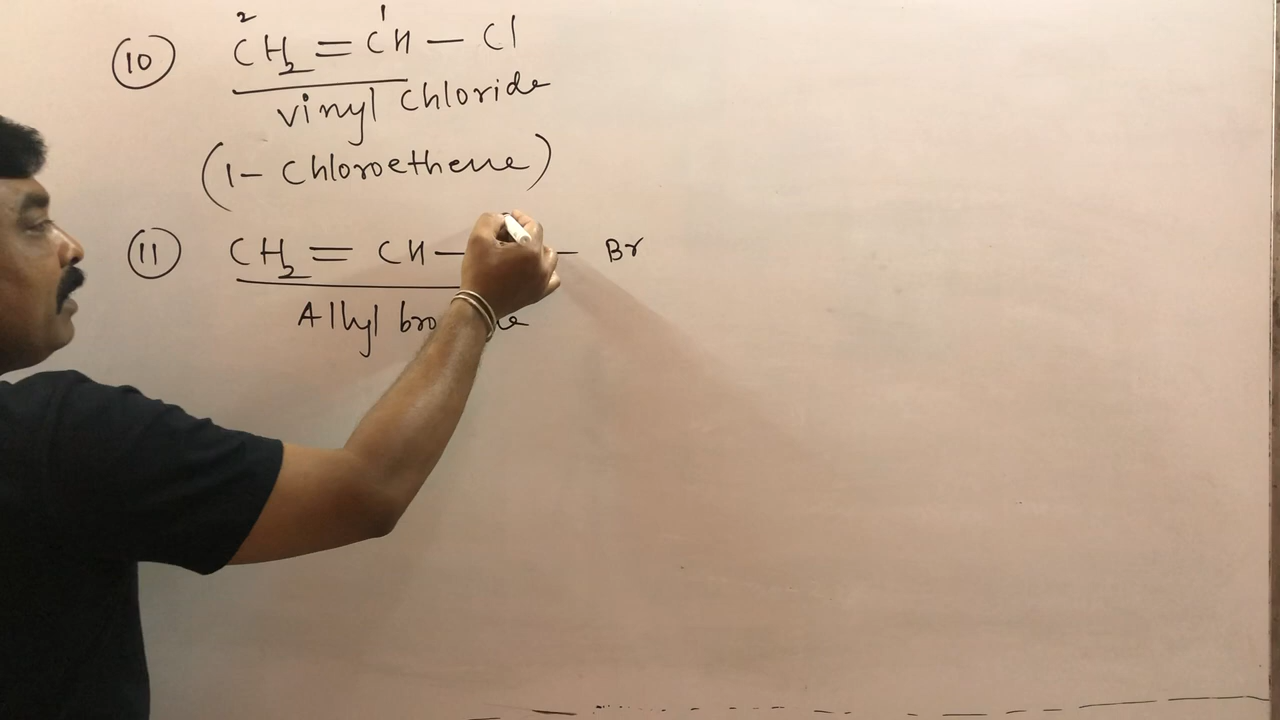 2 1
10 CH2 = CH — Cl
vinyl chloride
(1- chloroethene)
11 CH2 = CH — — Br
Allyl